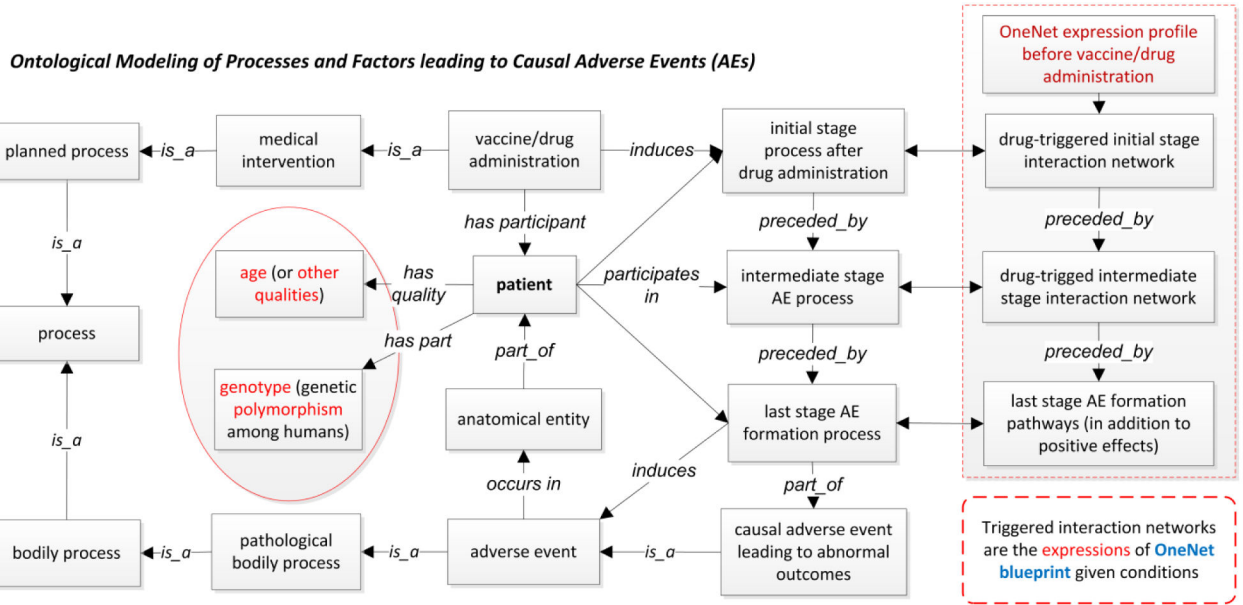 Ontological Modeling of Processes and Factors leading to Causal Adverse Events (AEs)
OneNet expression profile
before vaccine/drug
administration
planned process
is_a
medical
intervention
is_a
vaccine/drug
administration
induces
initial stage
process after
drug administration
drug-triggered initial stage
interaction network
is_a
has participant
preceded_by
preceded_by
age (or other
qualities)
has
quality
patient
participates
in
intermediate stage
AE process
drug-trigged intermediate
stage interaction network
process
has part
part_of
preceded_by
preceded_by
genotype (genetic
polymorphism
among humans)
anatomical entity
last stage AE
formation process
last stage AE formation
pathways (in addition to
positive effects)
is_a
occurs in
induces
part_of
bodily process
is_a
pathological
bodily process
is_a
adverse event
is_a
causal adverse event
leading to abnormal
outcomes
Triggered interaction networks
are the expressions of OneNet
blueprint given conditions